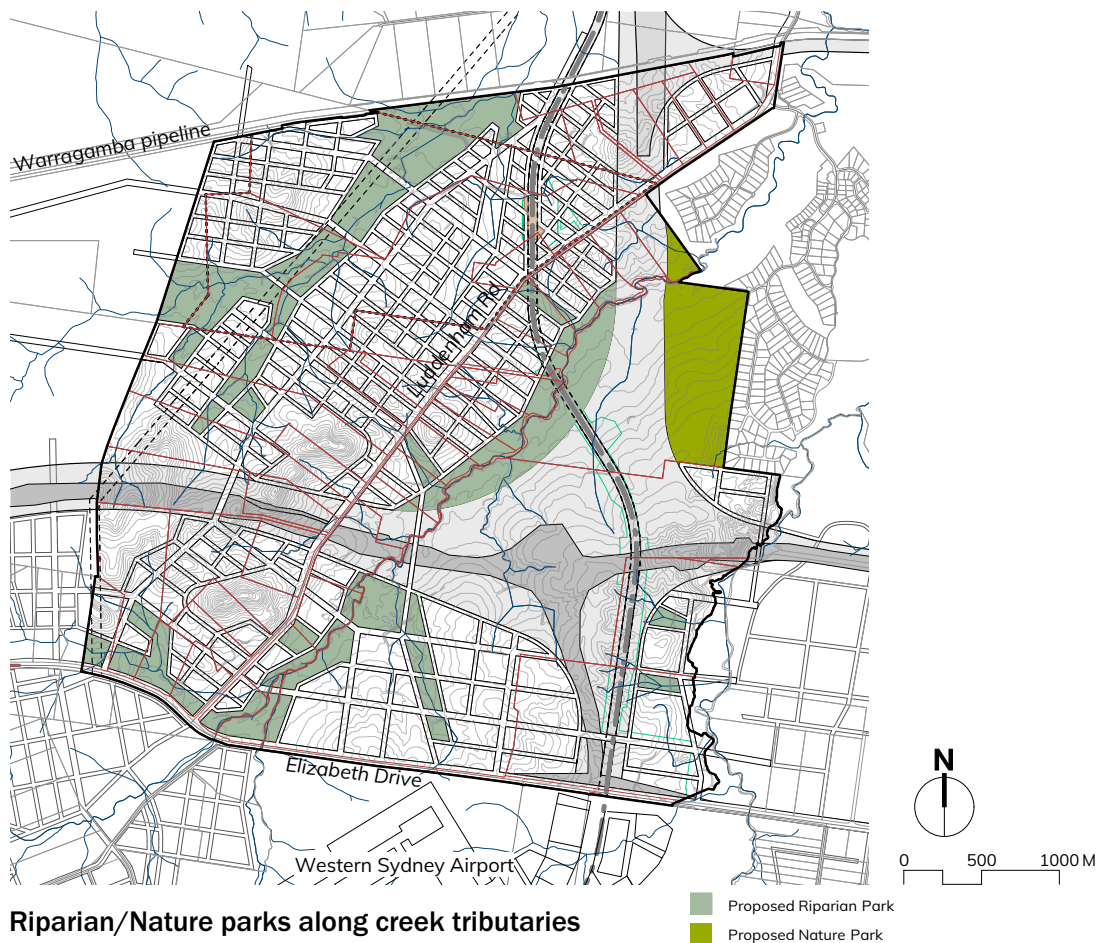 Warragamba pipeline
Luddenham Rd
Elizabeth Drive
Western Sydney Airport
N
0 500 1000 M
Riparian/Nature parks along creek tributaries
Proposed Riparian Park
Proposed Nature Park